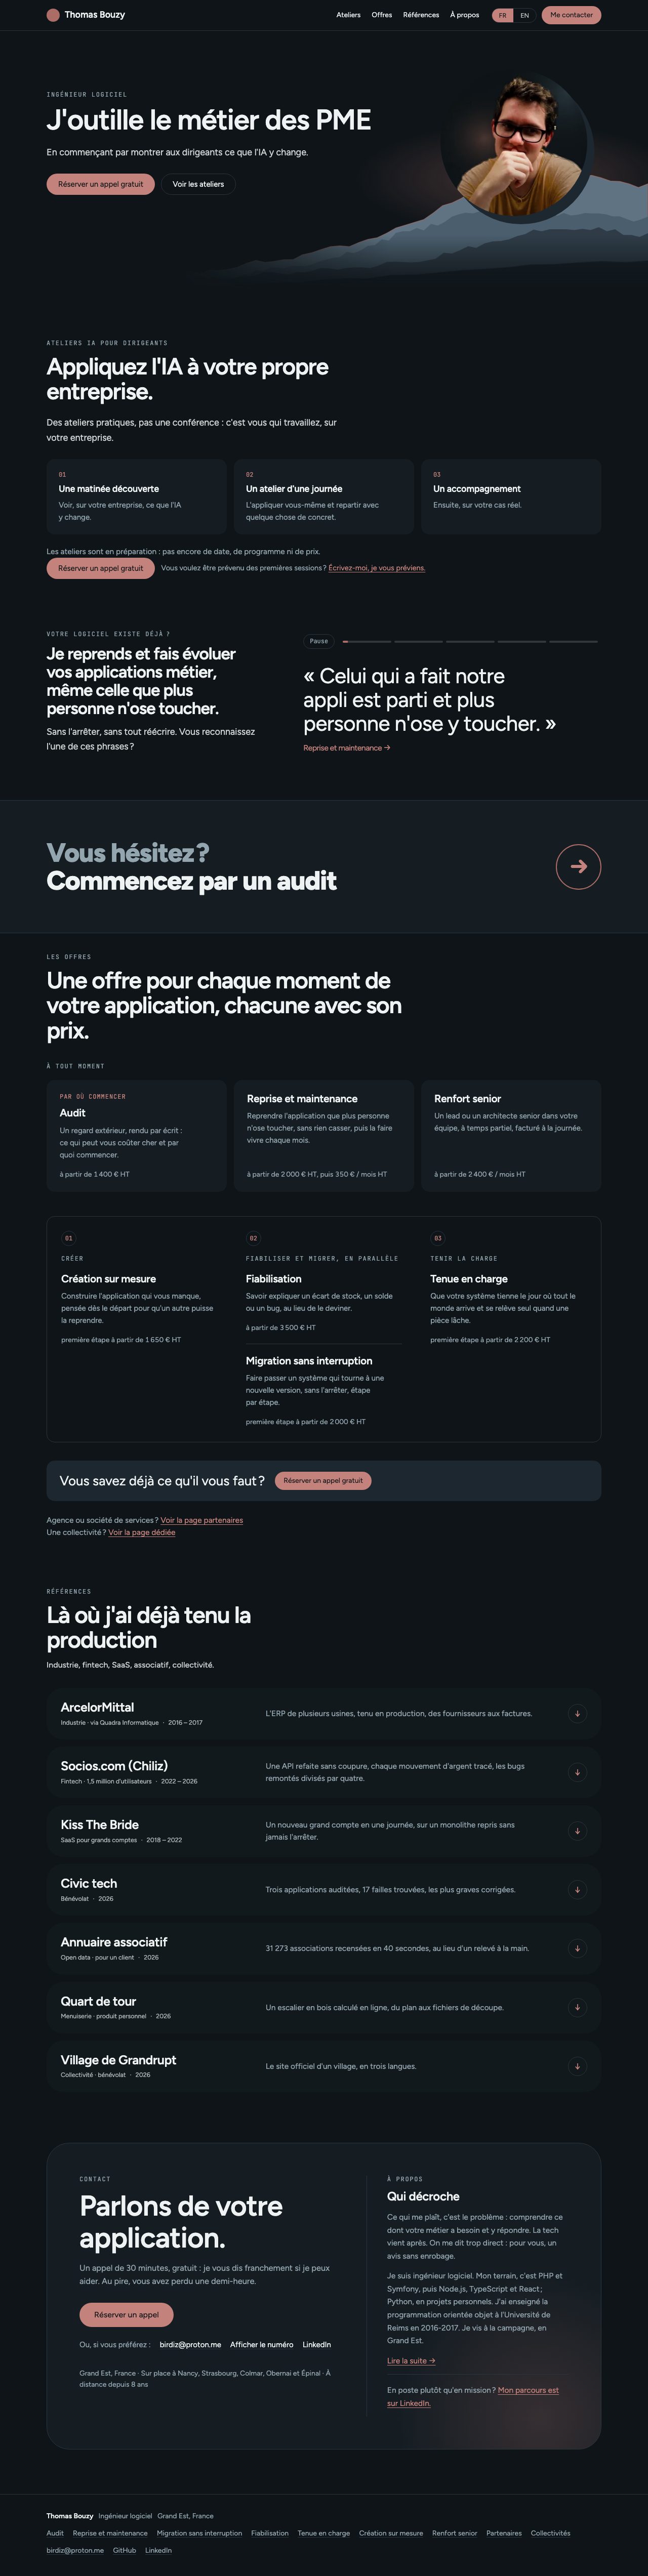 Thomas Bouzy
Ateliers Offres Références À propos FR EN Me contacter
INGÉNIEUR LOGICIEL
J'outille le métier des PME
En commençant par montrer aux dirigeants ce que l'IA y change.
Réserver un appel gratuit Voir les ateliers
ATELIERS IA POUR DIRIGEANTS
Appliquez l'IA à votre propre
entreprise.
Des ateliers pratiques, pas une conférence : c'est vous qui travaillez, sur
votre entreprise.
01
Une matinée découverte
Voir, sur votre entreprise, ce que l'IA
y change.
02
Un atelier d'une journée
L'appliquer vous-même et repartir avec
quelque chose de concret.
03
Un accompagnement
Ensuite, sur votre cas réel.
Les ateliers sont en préparation : pas encore de date, de programme ni de prix.
Réserver un appel gratuit Vous voulez être prévenu des premières sessions ? Écrivez-moi, je vous préviens.
VOTRE LOGICIEL EXISTE DÉJÀ ?
Je reprends et fais évoluer
vos applications métier,
même celle que plus
personne n'ose toucher.
Sans l'arrêter, sans tout réécrire. Vous reconnaissez
l'une de ces phrases ?
Pause
« Celui qui a fait notre
appli est parti et plus
personne n'ose y toucher. »
Reprise et maintenance →
Vous hésitez ?
Commencez par un audit
→
LES OFFRES
Une offre pour chaque moment de
votre application, chacune avec son
prix.
À TOUT MOMENT
PAR OÙ COMMENCER
Audit
Un regard extérieur, rendu par écrit :
ce qui peut vous coûter cher et par
quoi commencer.
à partir de 1 400 € HT
Reprise et maintenance
Reprendre l'application que plus personne
n'ose toucher, sans rien casser, puis la faire
vivre chaque mois.
à partir de 2 000 € HT, puis 350 € / mois HT
Renfort senior
Un lead ou un architecte senior dans votre
équipe, à temps partiel, facturé à la journée.
à partir de 2 400 € / mois HT
01
CRÉER
Création sur mesure
Construire l'application qui vous manque,
pensée dès le départ pour qu'un autre puisse
la reprendre.
première étape à partir de 1 650 € HT
02
FIABILISER ET MIGRER, EN PARALLÈLE
Fiabilisation
Savoir expliquer un écart de stock, un solde
ou un bug, au lieu de le deviner.
à partir de 3 500 € HT
Migration sans interruption
Faire passer un système qui tourne à une
nouvelle version, sans l'arrêter, étape
par étape.
première étape à partir de 2 000 € HT
03
TENIR LA CHARGE
Tenue en charge
Que votre système tienne le jour où tout le
monde arrive et se relève seul quand une
pièce lâche.
première étape à partir de 2 200 € HT
Vous savez déjà ce qu'il vous faut ? Réserver un appel gratuit
Agence ou société de services ? Voir la page partenaires
Une collectivité ? Voir la page dédiée
RÉFÉRENCES
Là où j'ai déjà tenu la
production
Industrie, fintech, SaaS, associatif, collectivité.
ArcelorMittal
Industrie · via Quadra Informatique · 2016 – 2017
L'ERP de plusieurs usines, tenu en production, des fournisseurs aux factures.
↓
Socios.com (Chiliz)
Fintech · 1,5 million d'utilisateurs · 2022 – 2026
Une API refaite sans coupure, chaque mouvement d'argent tracé, les bugs
remontés divisés par quatre.
↓
Kiss The Bride
SaaS pour grands comptes · 2018 – 2022
Un nouveau grand compte en une journée, sur un monolithe repris sans
jamais l'arrêter.
↓
Civic tech
Bénévolat · 2026
Trois applications auditées, 17 failles trouvées, les plus graves corrigées.
↓
Annuaire associatif
Open data · pour un client · 2026
31 273 associations recensées en 40 secondes, au lieu d'un relevé à la main.
↓
Quart de tour
Menuiserie · produit personnel · 2026
Un escalier en bois calculé en ligne, du plan aux fichiers de découpe.
↓
Village de Grandrupt
Collectivité · bénévolat · 2026
Le site officiel d'un village, en trois langues.
↓
CONTACT
Parlons de votre
application.
Un appel de 30 minutes, gratuit : je vous dis franchement si je peux
aider. Au pire, vous avez perdu une demi-heure.
Réserver un appel
Ou, si vous préférez : birdiz@proton.me Afficher le numéro LinkedIn
Grand Est, France · Sur place à Nancy, Strasbourg, Colmar, Obernai et Épinal · À
distance depuis 8 ans
À PROPOS
Qui décroche
Ce qui me plaît, c'est le problème : comprendre ce
dont votre métier a besoin et y répondre. La tech
vient après. On me dit trop direct : pour vous, un
avis sans enrobage.
Je suis ingénieur logiciel. Mon terrain, c'est PHP et
Symfony, puis Node.js, TypeScript et React ;
Python, en projets personnels. J'ai enseigné la
programmation orientée objet à l'Université de
Reims en 2016-2017. Je vis à la campagne, en
Grand Est.
Lire la suite →
En poste plutôt qu'en mission ? Mon parcours est
sur LinkedIn.
Thomas Bouzy Ingénieur logiciel Grand Est, France
Audit Reprise et maintenance Migration sans interruption Fiabilisation Tenue en charge Création sur mesure Renfort senior Partenaires Collectivités
birdiz@proton.me GitHub LinkedIn